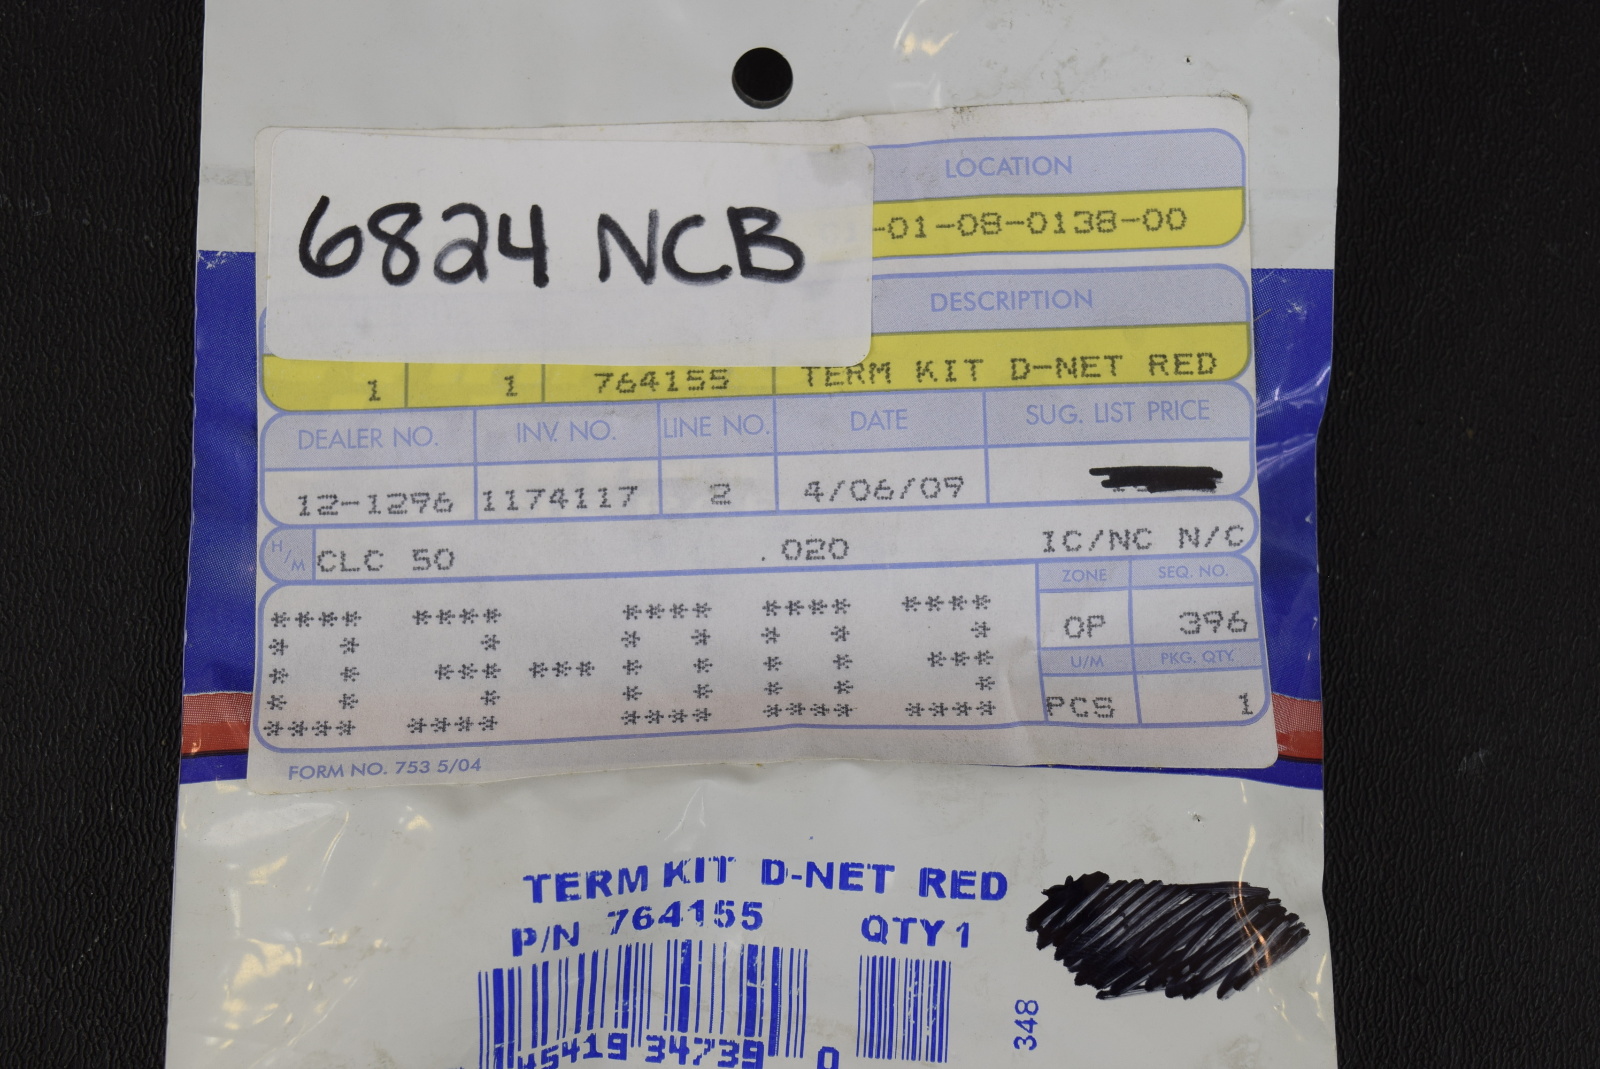 6824 NCB
LOCATION
-01-08-0138-00
DESCRIPTION
1 1 764155 TERM KIT D-NET RED
DEALER NO. INV. NO. LINE NO. DATE SUG. LIST PRICE
12-1296 1174117 2 4/06/09
H/M CLC 50 .020 IC/NC N/C
ZONE SEQ. NO.
OP 396
U/M PKG. QTY.
PCS 1
**** **** **** **** ****
* * * * * * * *
* * *** *** * * * * ***
* * * * * * * *
**** **** **** **** ****
FORM NO. 753 5/04
TERM KIT D-NET RED
P/N 764155 QTY 1
348
45419 34739 0